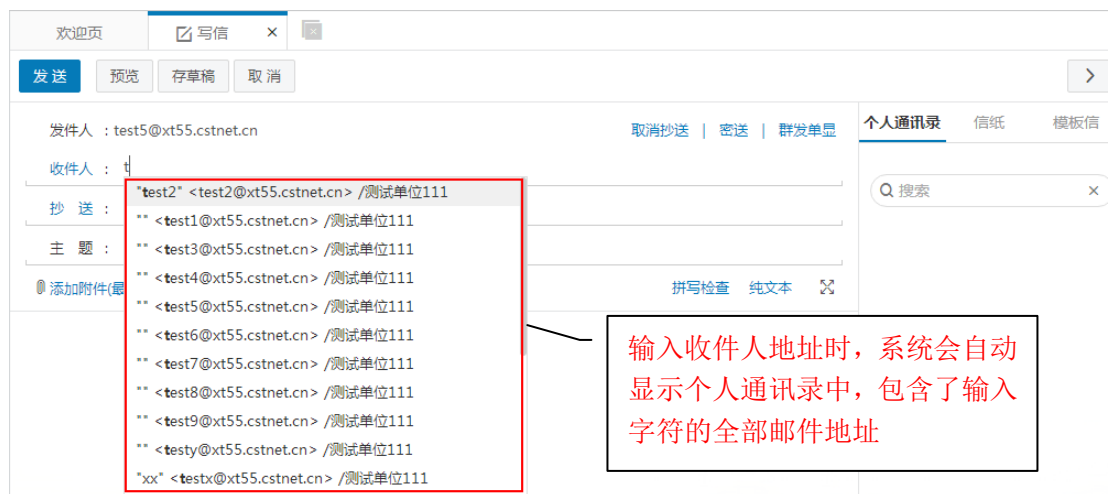 欢迎页 写信 ×
发 送 预览 存草稿 取 消 >
发件人 ：test5@xt55.cstnet.cn 取消抄送 | 密送 | 群发单显 个人通讯录 信纸 模板信
收件人 ： t
"test2" <test2@xt55.cstnet.cn> /测试单位111 搜索 ×
抄 送 ：
"" <test1@xt55.cstnet.cn> /测试单位111
主 题 ：
"" <test3@xt55.cstnet.cn> /测试单位111
"" <test4@xt55.cstnet.cn> /测试单位111
添加附件(最 拼写检查 纯文本
"" <test5@xt55.cstnet.cn> /测试单位111
"" <test6@xt55.cstnet.cn> /测试单位111
"" <test7@xt55.cstnet.cn> /测试单位111
"" <test8@xt55.cstnet.cn> /测试单位111
"" <test9@xt55.cstnet.cn> /测试单位111
"" <testy@xt55.cstnet.cn> /测试单位111
"xx" <testx@xt55.cstnet.cn> /测试单位111
输入收件人地址时，系统会自动
显示个人通讯录中，包含了输入
字符的全部邮件地址